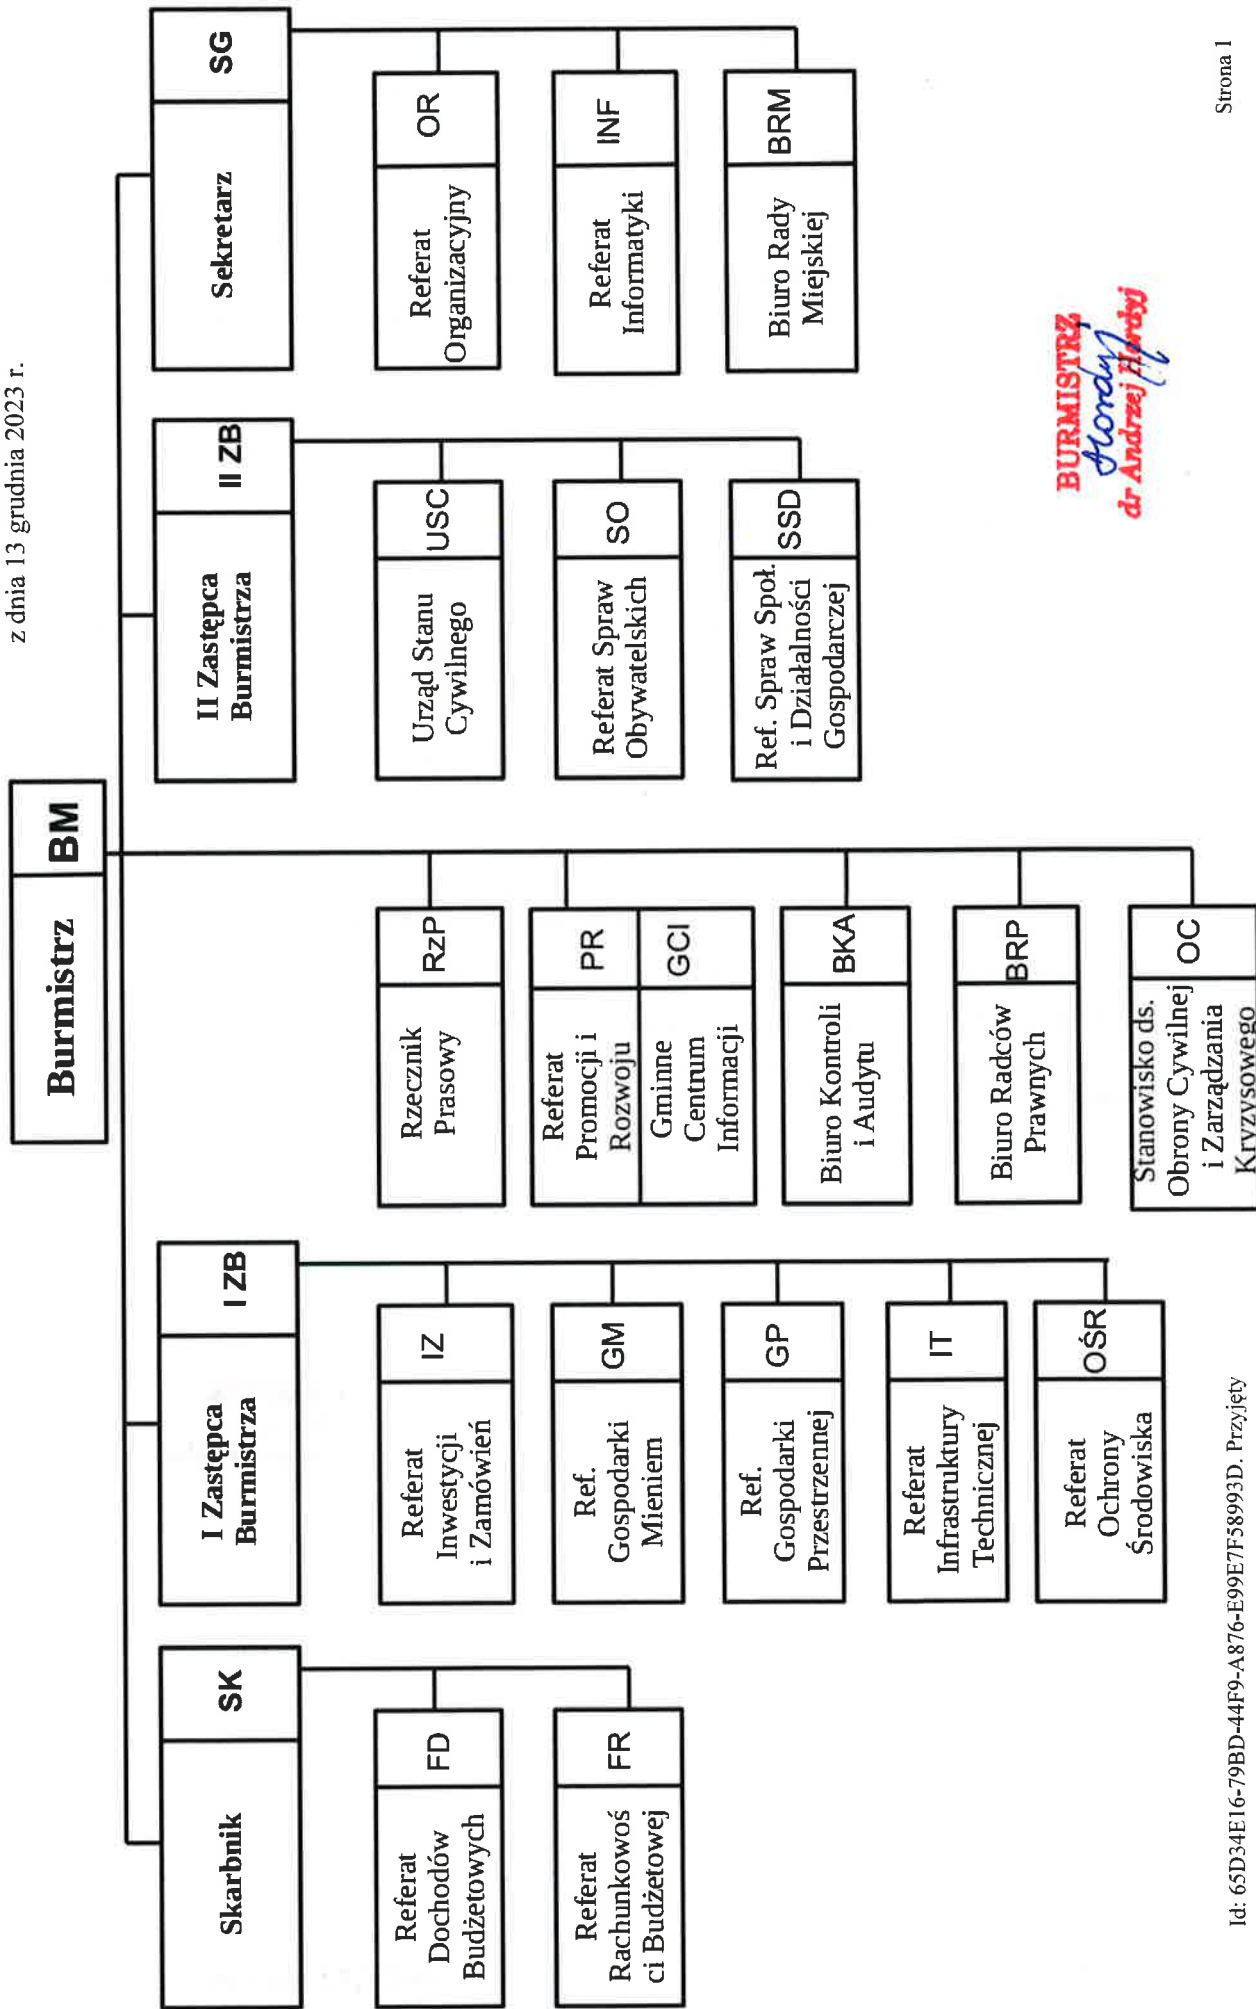 z dnia 13 grudnia 2023 r.
Burmistrz
BM
Skarbnik
SK
I Zastępca
Burmistrza
I ZB
II Zastępca
Burmistrza
II ZB
Sekretarz
SG
Referat
Dochodów
Budżetowych
FD
Referat
Rachunkowoś
ci Budżetowej
FR
Referat
Inwestycji
i Zamówień
IZ
Ref.
Gospodarki
Mieniem
GM
Ref.
Gospodarki
Przestrzennej
GP
Referat
Infrastruktury
Technicznej
IT
Referat
Ochrony
Środowiska
OŚR
Rzecznik
Prasowy
RzP
Referat
Promocji i
Rozwoju
PR
Gminne
Centrum
Informacji
GCI
Biuro Kontroli
i Audytu
BKA
Biuro Radców
Prawnych
BRP
Stanowisko ds.
Obrony Cywilnej
i Zarządzania
Kryzysowego
OC
Urząd Stanu
Cywilnego
USC
Referat Spraw
Obywatelskich
SO
Ref. Spraw Społ.
i Działalności
Gospodarczej
SSD
Referat
Organizacyjny
OR
Referat
Informatyki
INF
Biuro Rady
Miejskiej
BRM
BURMISTRZ
Hardyj
dr Andrzej Hardyj
Id: 65D34E16-79BD-44F9-A876-E99E7F58993D. Przyjęty
Strona 1